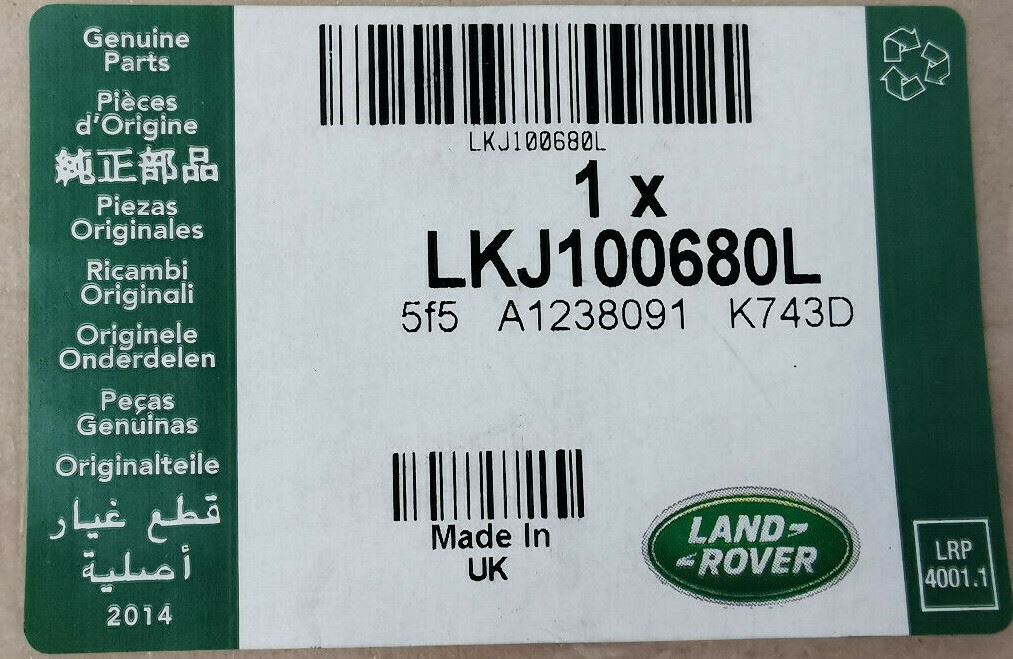 Genuine
Parts
Pièces
d'Origine
純正部品
Piezas
Originales
Ricambi
Originali
Originele
Onderdelen
Peças
Genuinas
Originalteile
قطع غيار
أصلية
2014
LKJ100680L
1 x
LKJ100680L
5f5 A1238091 K743D
Made In
UK
LAND-
-ROVER
LRP
4001.1